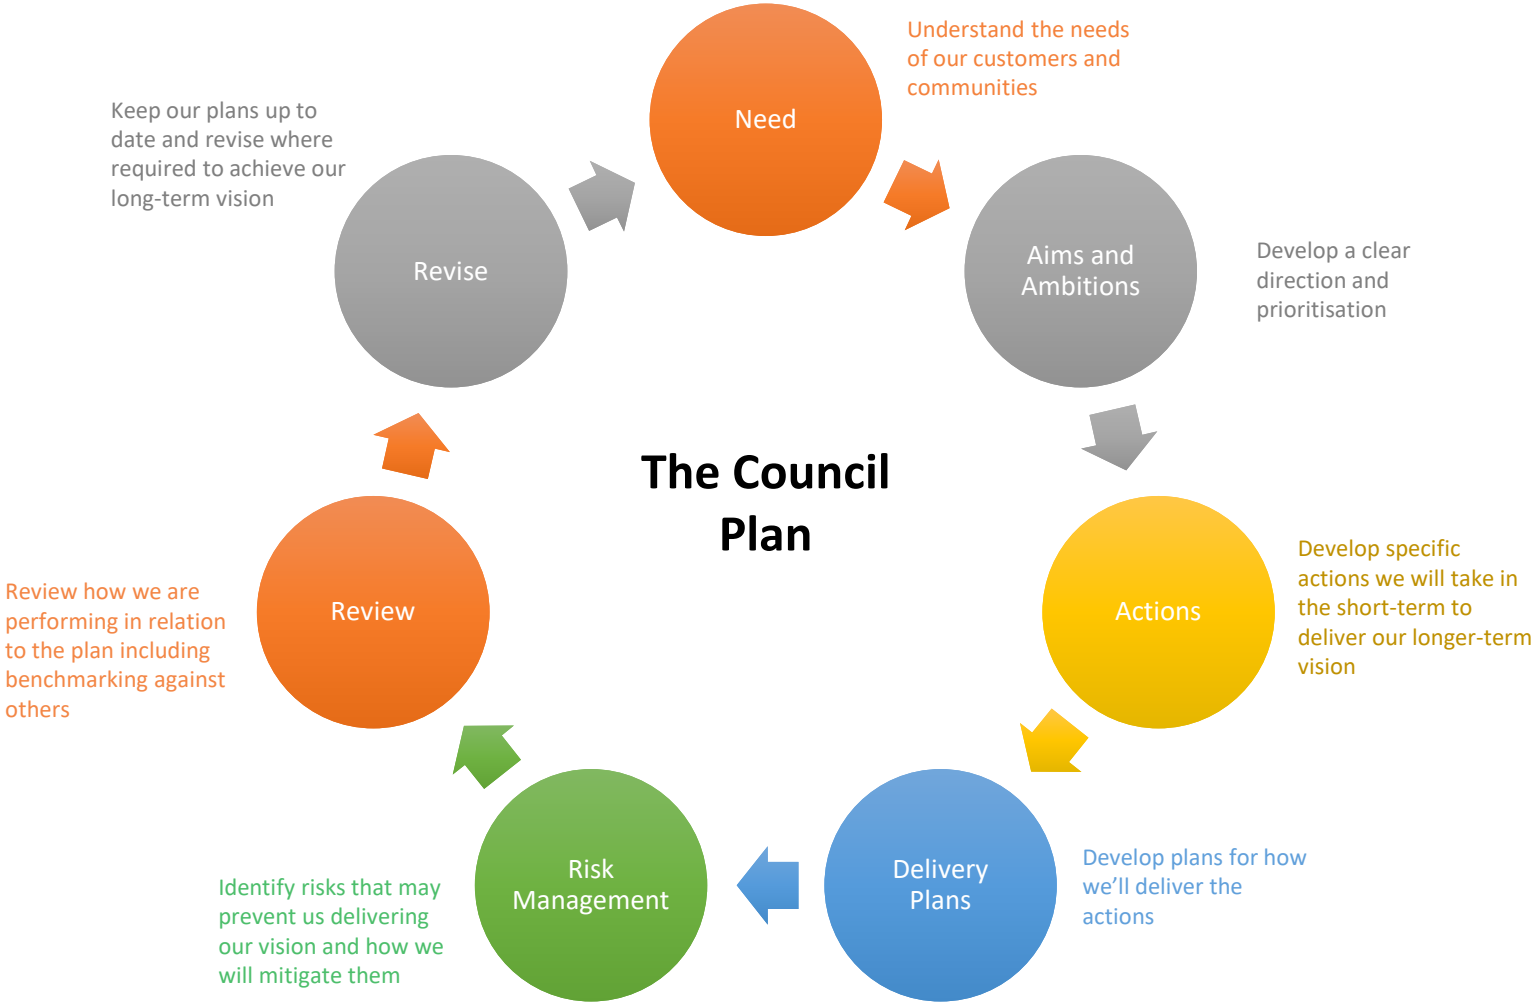 Need
Understand the needs
of our customers and
communities
Aims and
Ambitions
Develop a clear
direction and
prioritisation
Actions
Develop specific
actions we will take in
the short-term to
deliver our longer-term
vision
Delivery
Plans
Develop plans for how
we’ll deliver the
actions
Risk
Management
Identify risks that may
prevent us delivering
our vision and how we
will mitigate them
Review
Review how we are
performing in relation
to the plan including
benchmarking against
others
Revise
Keep our plans up to
date and revise where
required to achieve our
long-term vision
The Council
Plan